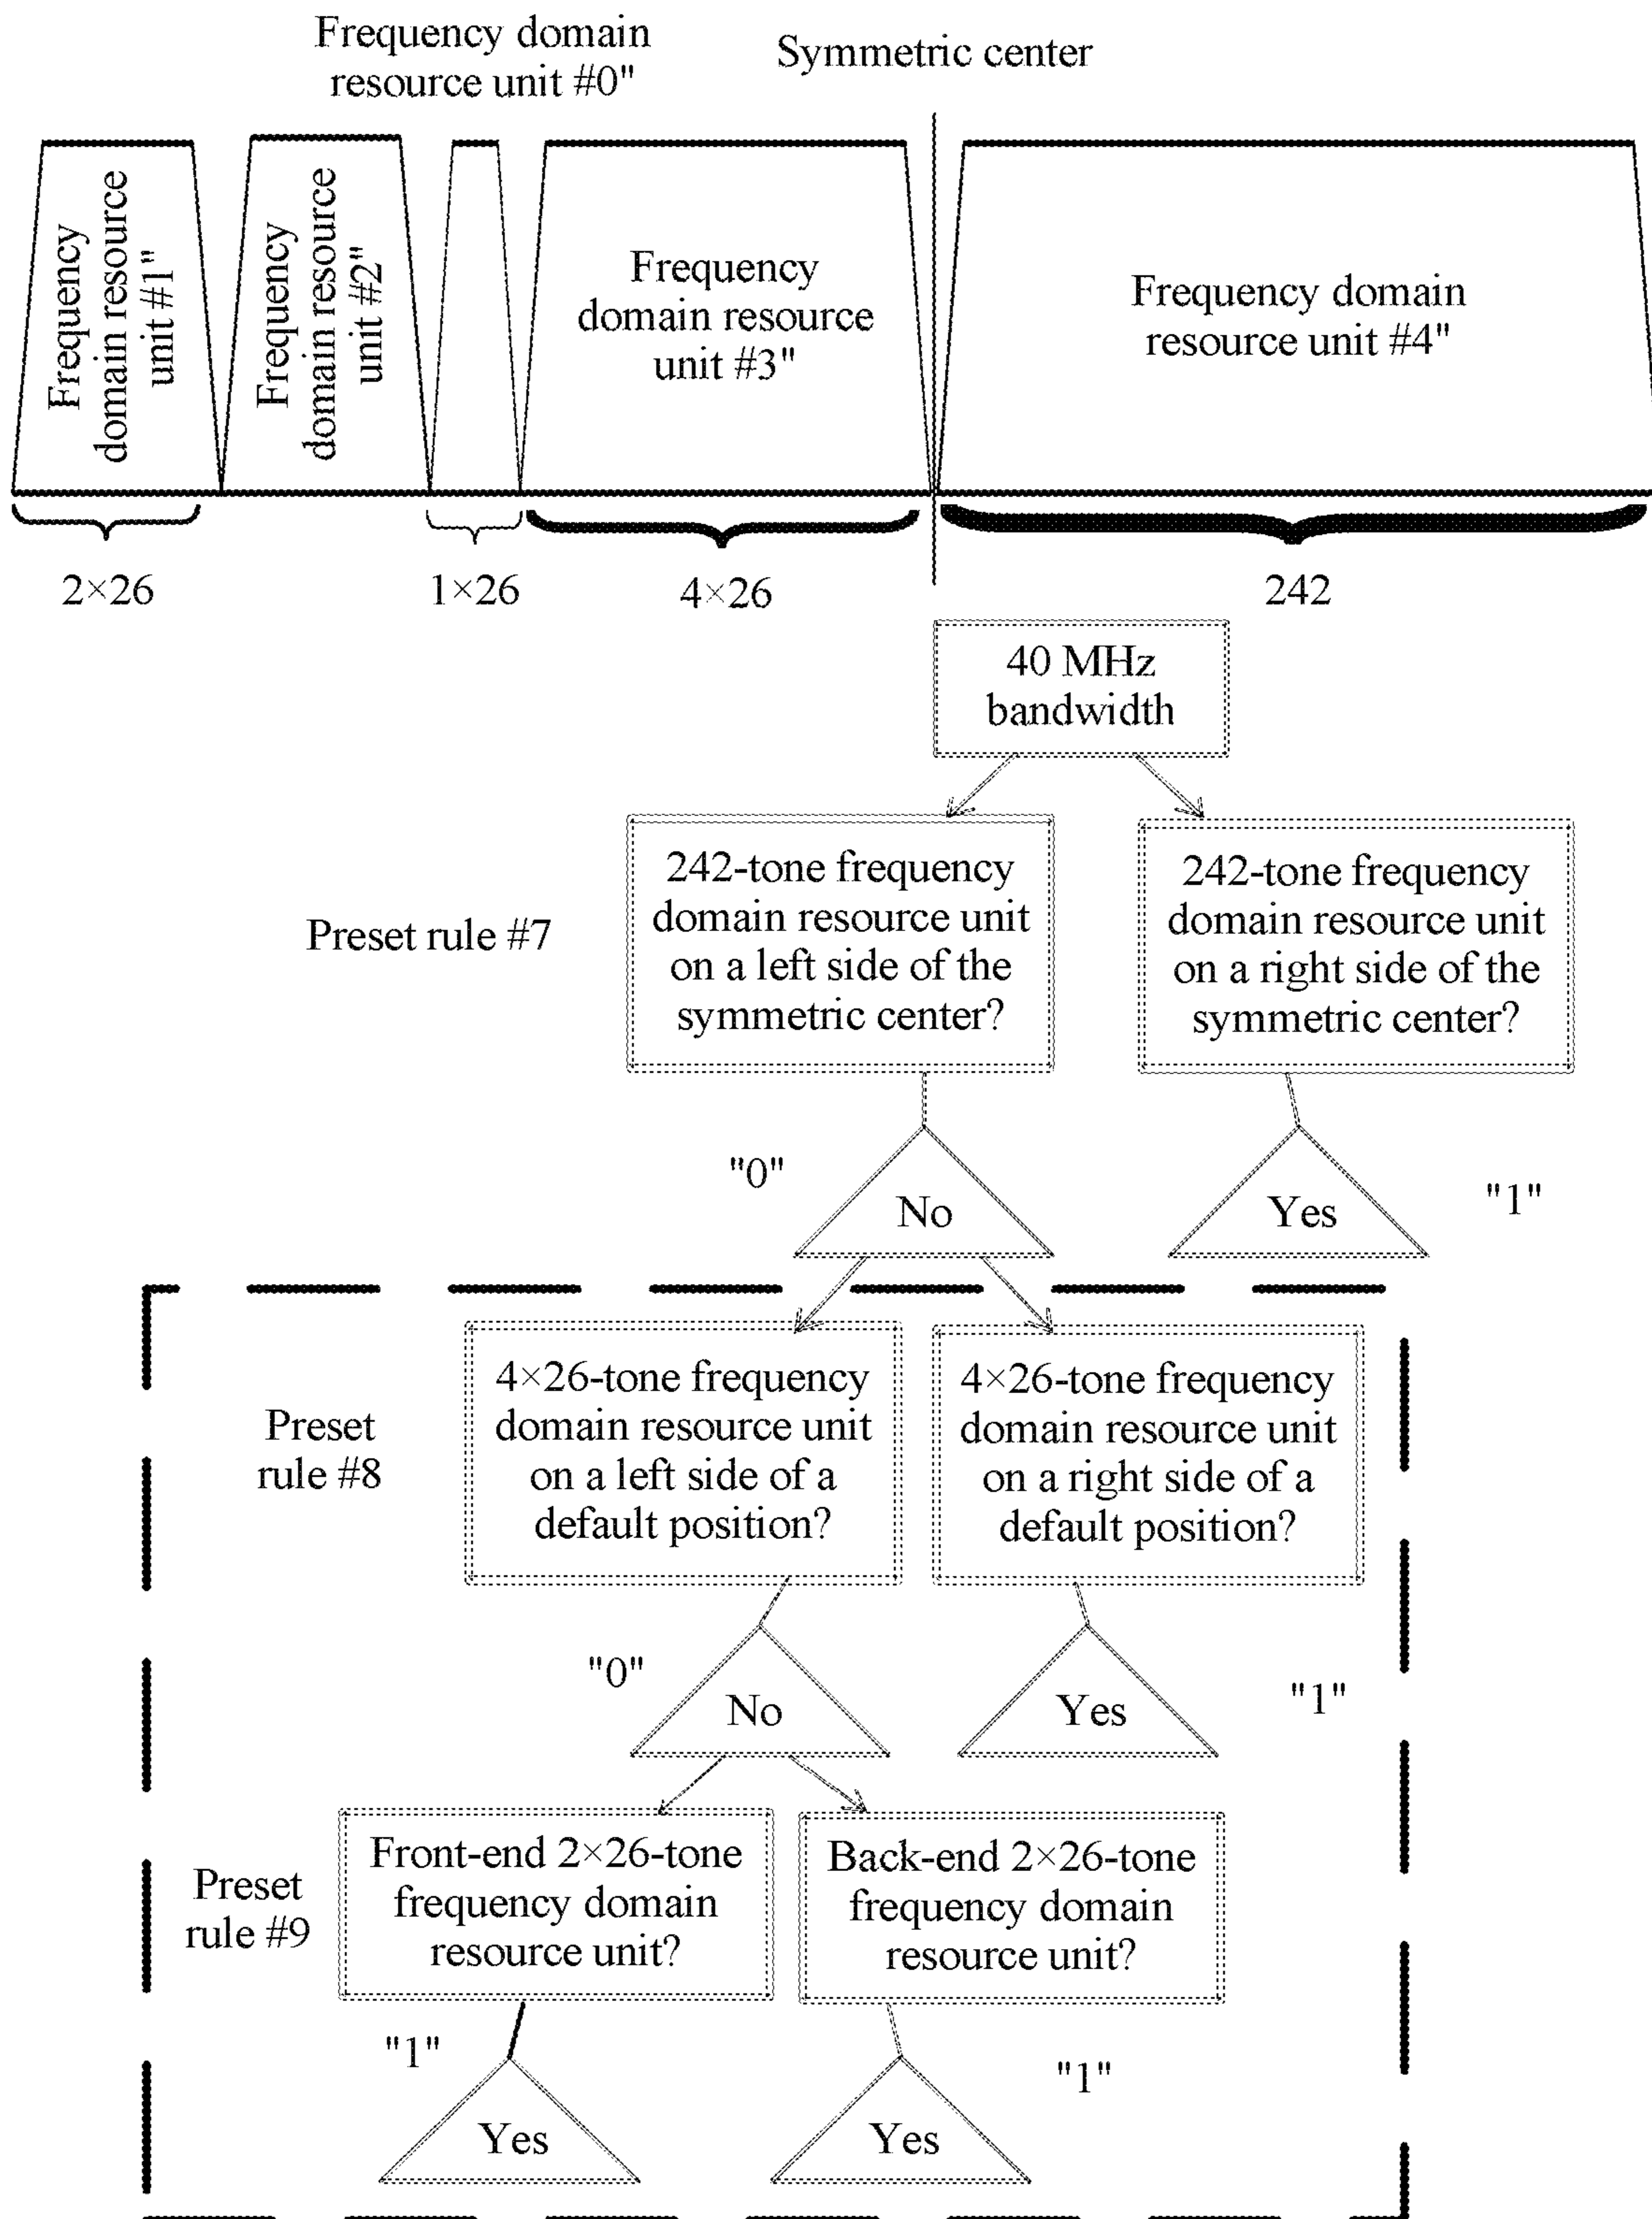 Frequency domain
resource unit #0"
Symmetric center
Frequency
domain resource
unit #1"
Frequency
domain resource
unit #2"
Frequency
domain resource
unit #3"
Frequency domain
resource unit #4"
2×26
1×26
4×26
242
40 MHz
bandwidth
Preset rule #7
242-tone frequency
domain resource unit
on a left side of the
symmetric center?
242-tone frequency
domain resource unit
on a right side of the
symmetric center?
"0"
No
Yes
"1"
Preset
rule #8
4×26-tone frequency
domain resource unit
on a left side of a
default position?
4×26-tone frequency
domain resource unit
on a right side of a
default position?
"0"
No
Yes
"1"
Preset
rule #9
Front-end 2×26-tone
frequency domain
resource unit?
Back-end 2×26-tone
frequency domain
resource unit?
"1"
Yes
Yes
"1"